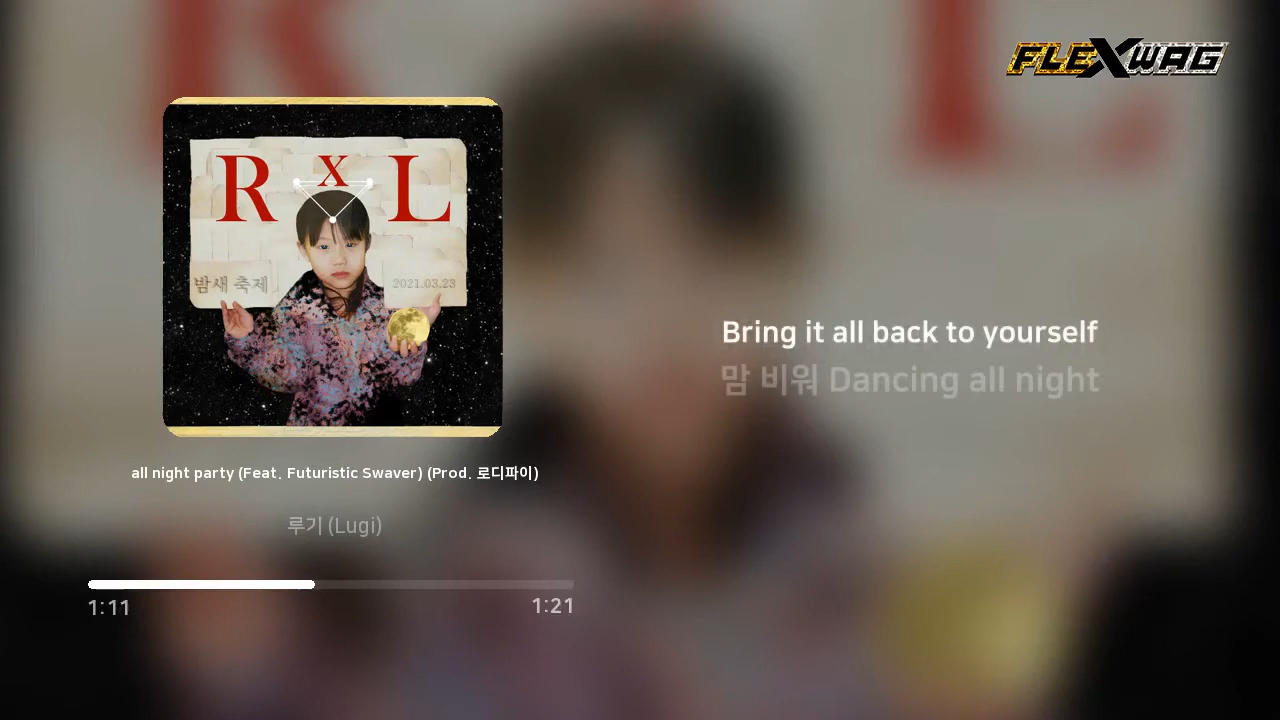 FLEXWAG
R X L
밤새 축제
2021.03.23
Bring it all back to yourself
맘 비워 Dancing all night
all night party (Feat. Futuristic Swaver) (Prod. 로디파이)
루기 (Lugi)
1:11
1:21